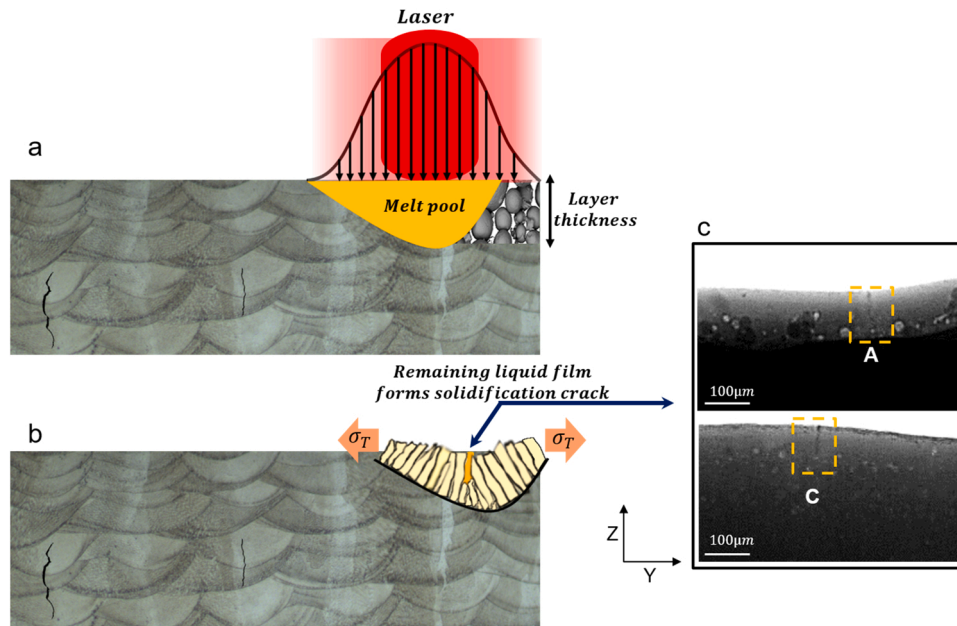 Laser
a
Melt pool
Layer
thickness
C
A
100μm
Remaining liquid film
forms solidification crack
b
σT
σT
C
100μm
Z
Y